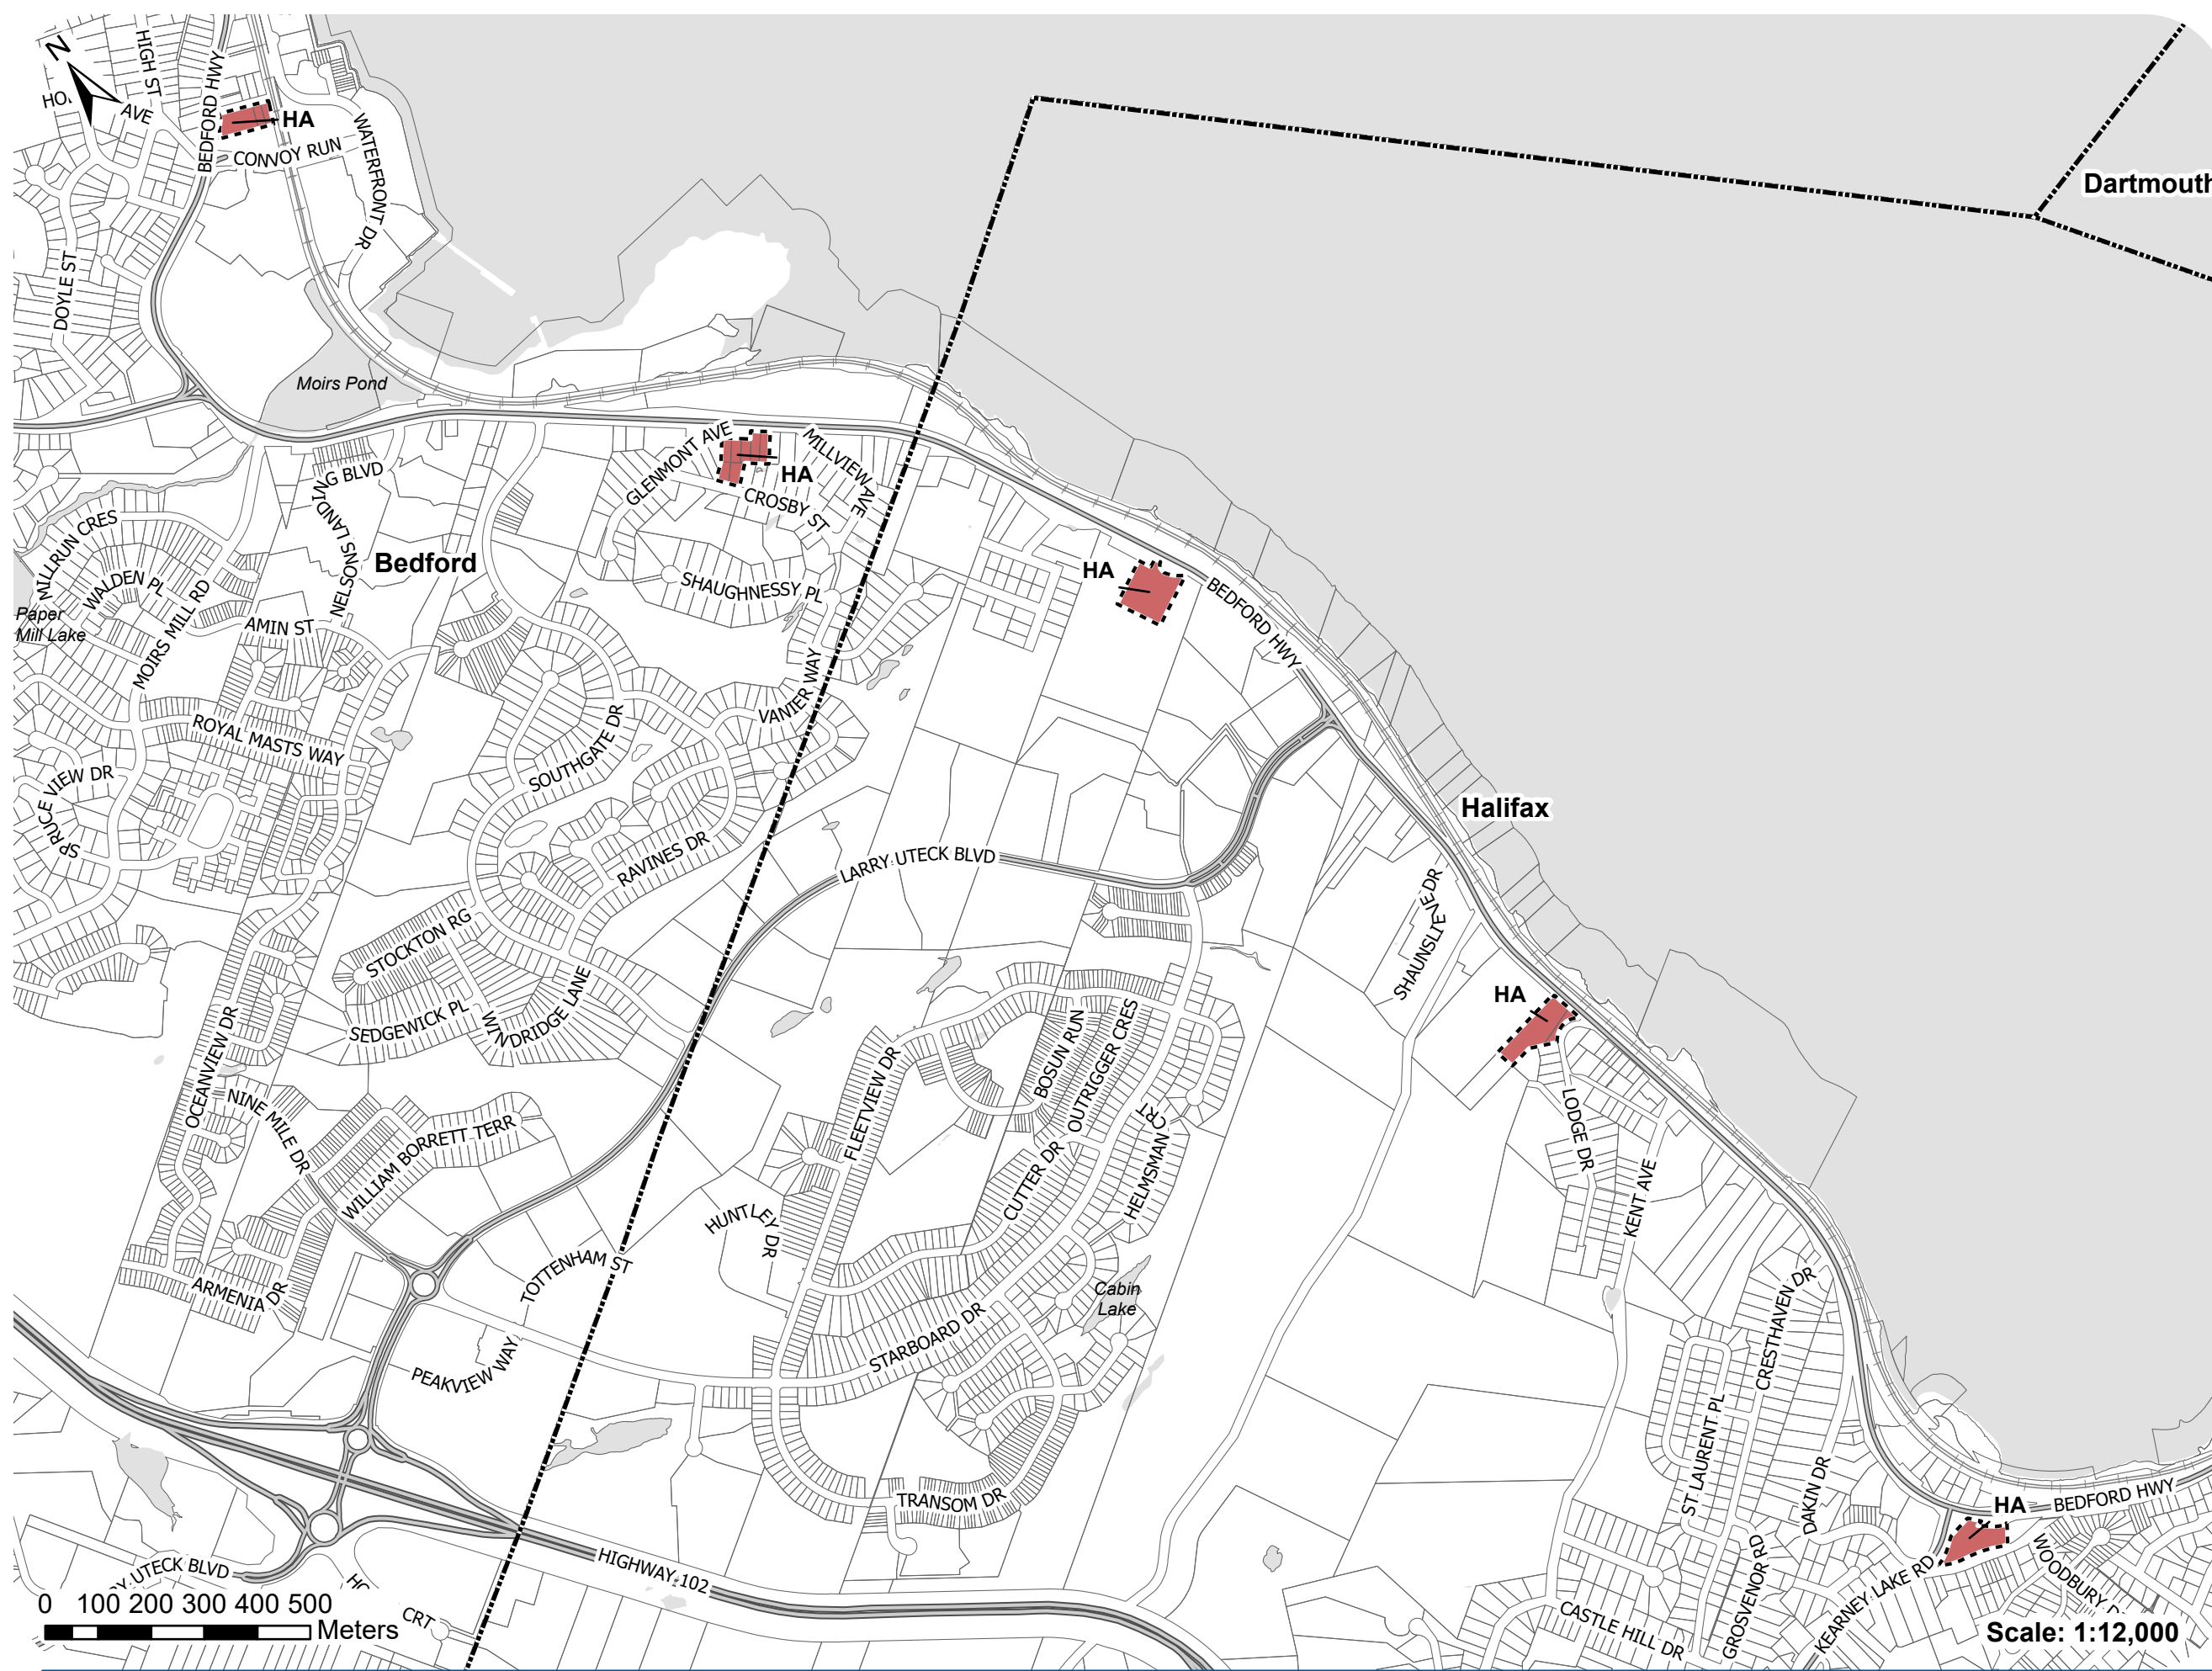 N
HIGH ST
BEDFORD HWY
AVE
HA
CONVOY RUN
WATERFRONT DR
Dartmouth
DOYLE ST
Moirs Pond
GLENMONT AVE
MILLVIEW AVE
HA
CROSBY ST
NELSONS LANDING BLVD
Bedford
HA
BEDFORD HWY
MILLRUN CRES
WALDEN PL
SHAUGHNESSY PL
Paper
Mill Lake
MOIRS MILL RD
AMIN ST
VANIER WAY
ROYAL MASTS WAY
SOUTHGATE DR
SPRUCE VIEW DR
Halifax
RAVINES DR
LARRY UTECK BLVD
SHAUNSLIEVE DR
STOCKTON RG
HA
SEDGEWICK PL
WINDRIDGE LANE
OCEANVIEW DR
BOSUN RUN
OUTRIGGER CRES
FLEETVIEW DR
NINE MILE DR
WILLIAM BORRETT TERR
LODGE DR
HELMSMAN CRT
CUTTER DR
KENT AVE
HUNTLEY DR
TOTTENHAM ST
ARMENIA DR
Cabin
Lake
CRESTHAVEN DR
STARBOARD DR
PEAKVIEW WAY
ST LAURENT PL
DAKIN DR
TRANSOM DR
HA
BEDFORD HWY
HIGHWAY 102
UTECK BLVD
KEARNEY LAKE RD
WOODBURY
GROSVENOR RD
CASTLE HILL DR
CRT
0 100 200 300 400 500
Meters
Scale: 1:12,000